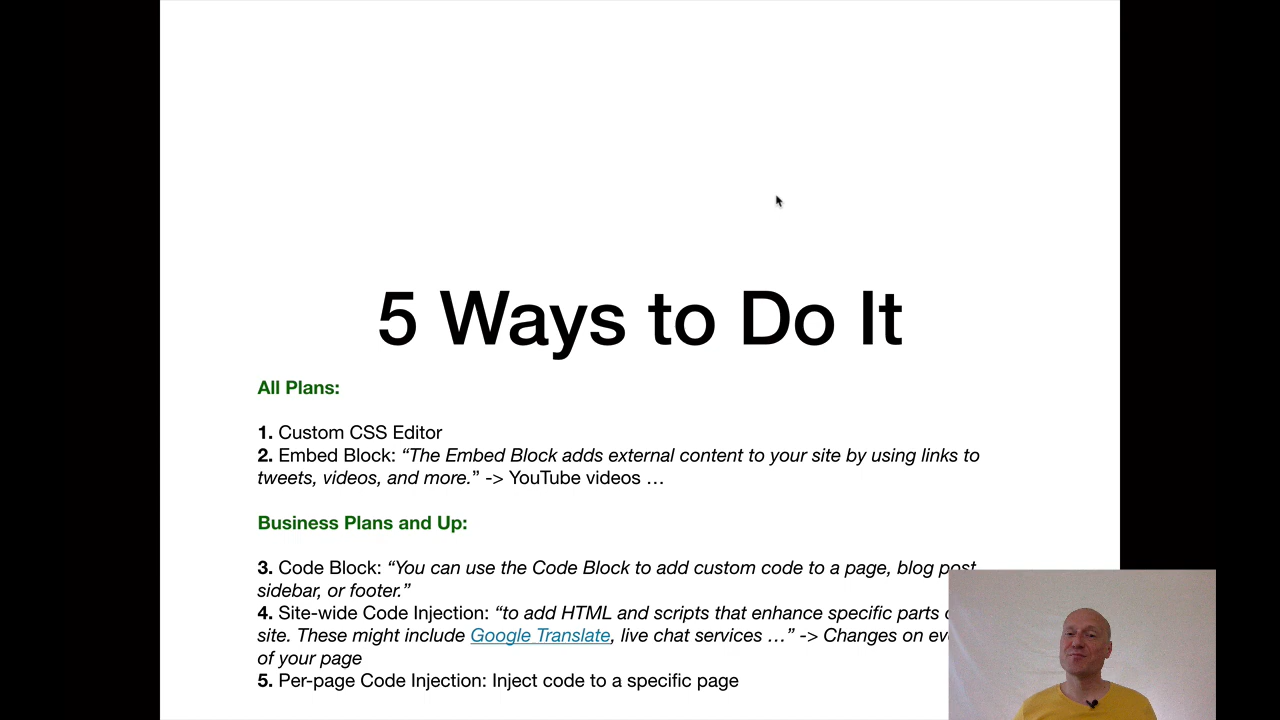 5 Ways to Do It
All Plans:
1. Custom CSS Editor
2. Embed Block: “The Embed Block adds external content to your site by using links to
tweets, videos, and more.” -> YouTube videos …
Business Plans and Up:
3. Code Block: “You can use the Code Block to add custom code to a page, blog post
sidebar, or footer.”
4. Site-wide Code Injection: “to add HTML and scripts that enhance specific parts
site. These might include Google Translate, live chat services …” -> Changes on
of your page
5. Per-page Code Injection: Inject code to a specific page